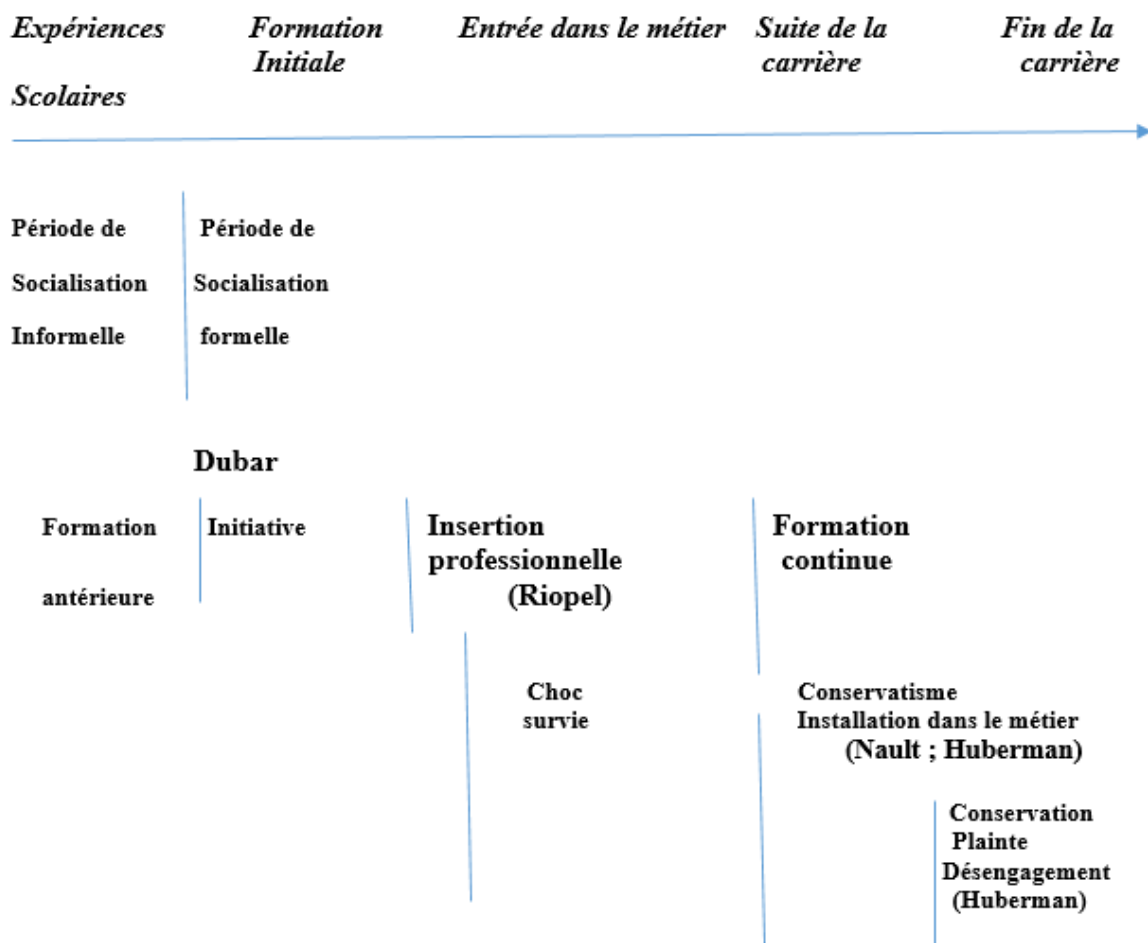 Expériences Formation Entrée dans le métier Suite de la Fin de la
Initiale carrière carrière
Scolaires
Période de Période de
Socialisation Socialisation
Informelle formelle
Dubar
Formation Initiative Insertion Formation
professionnelle continue
antérieure (Riopel)
Choc Conservatisme
survie Installation dans le métier
(Nault ; Huberman)
Conservation
Plainte
Désengagement
(Huberman)